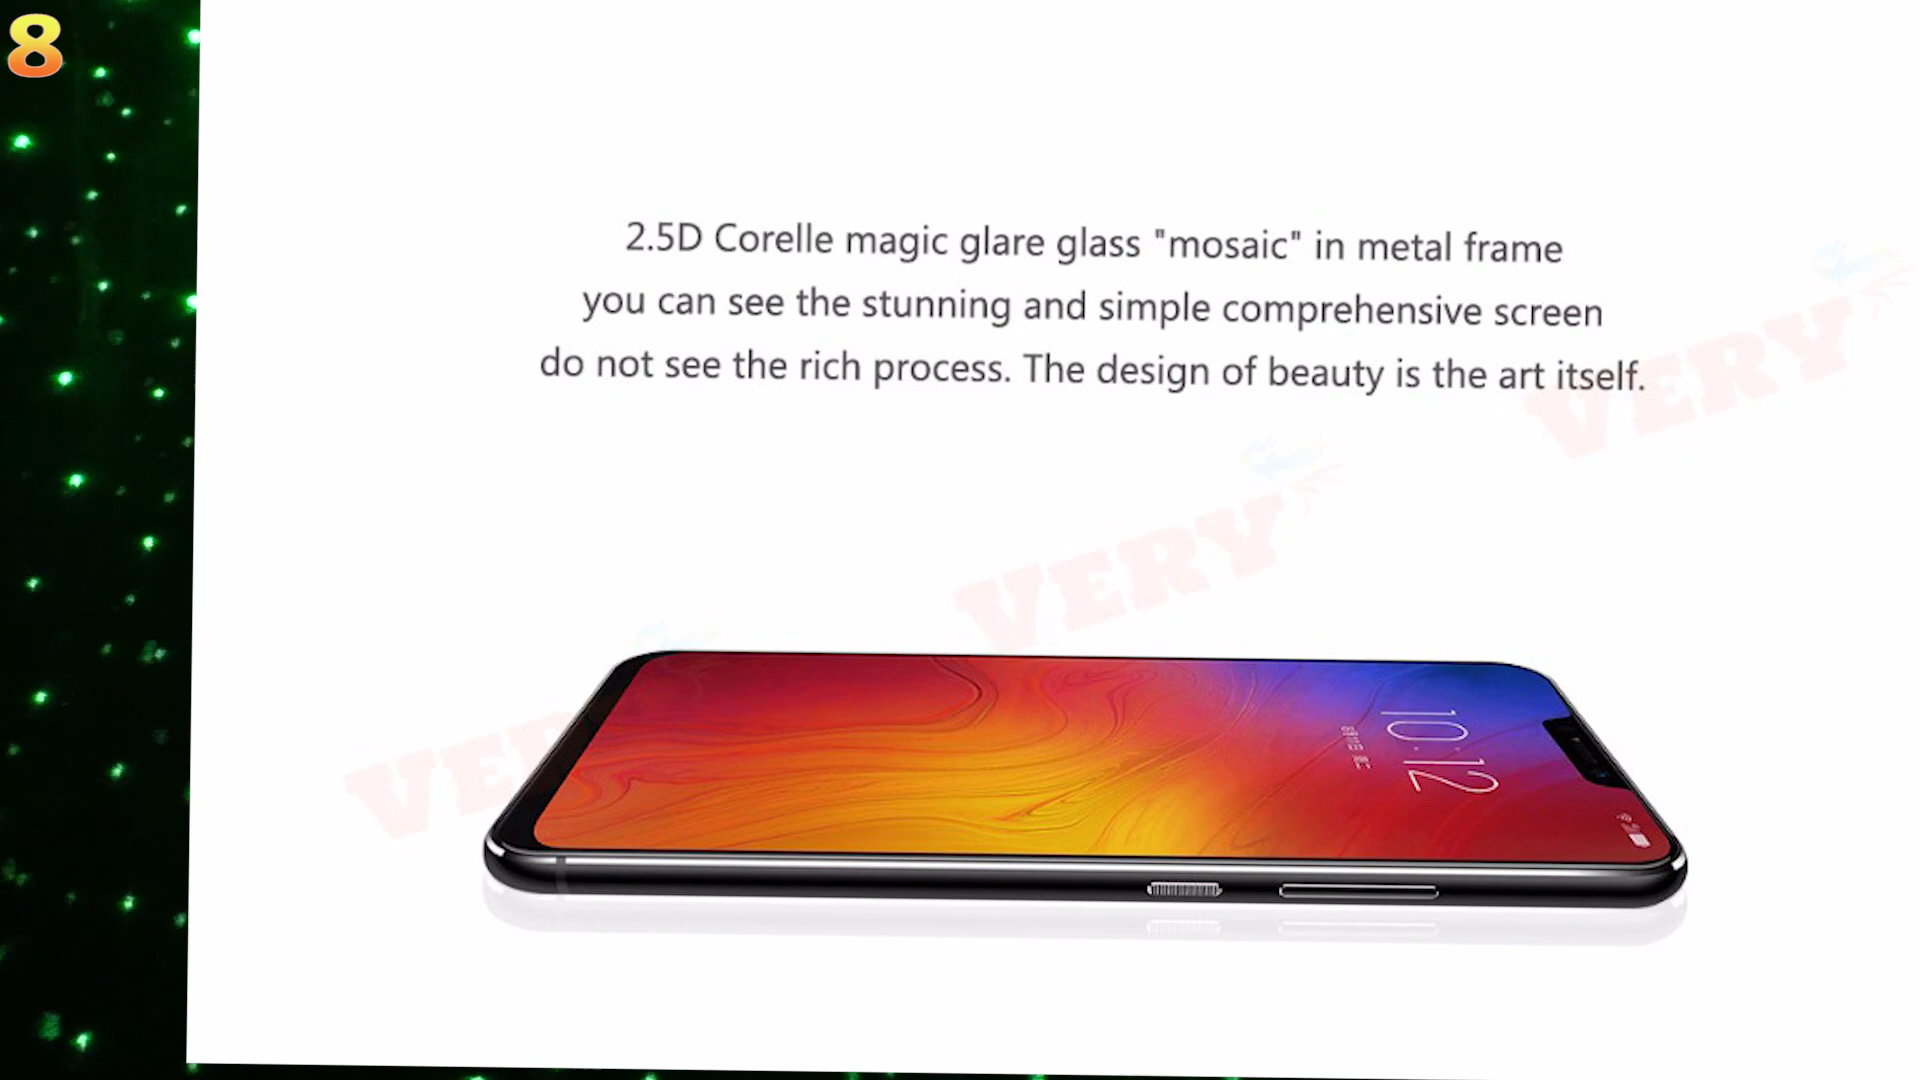 8
2.5D Corelle magic glare glass "mosaic" in metal frame
you can see the stunning and simple comprehensive screen
do not see the rich process. The design of beauty is the art itself.
VERY
VERY
10:12